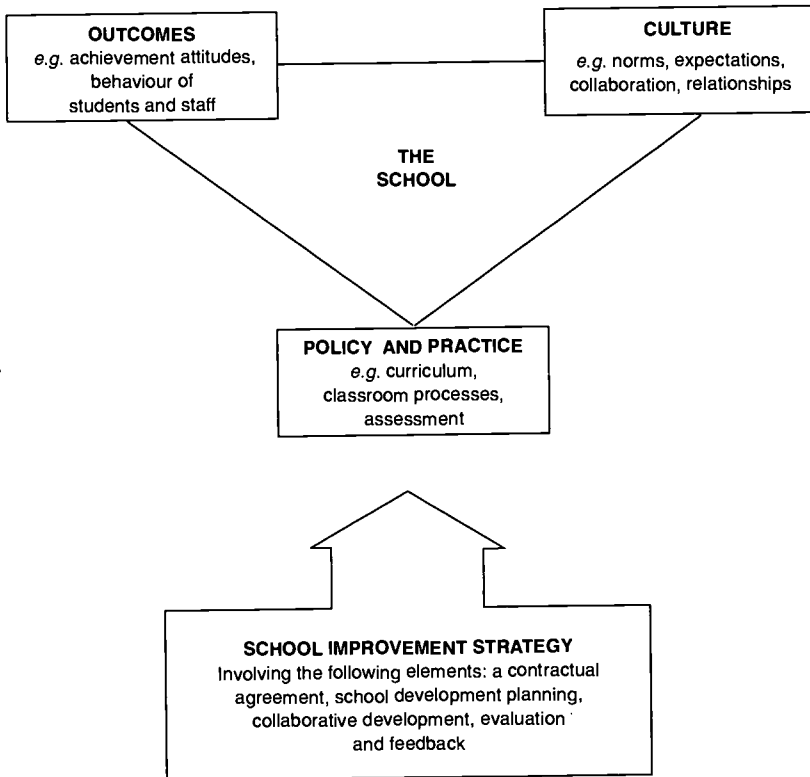 OUTCOMES
e.g. achievement attitudes,
behaviour of
students and staff
CULTURE
e.g. norms, expectations,
collaboration, relationships
THE
SCHOOL
POLICY AND PRACTICE
e.g. curriculum,
classroom processes,
assessment
SCHOOL IMPROVEMENT STRATEGY
Involving the following elements: a contractual
agreement, school development planning,
collaborative development, evaluation
and feedback